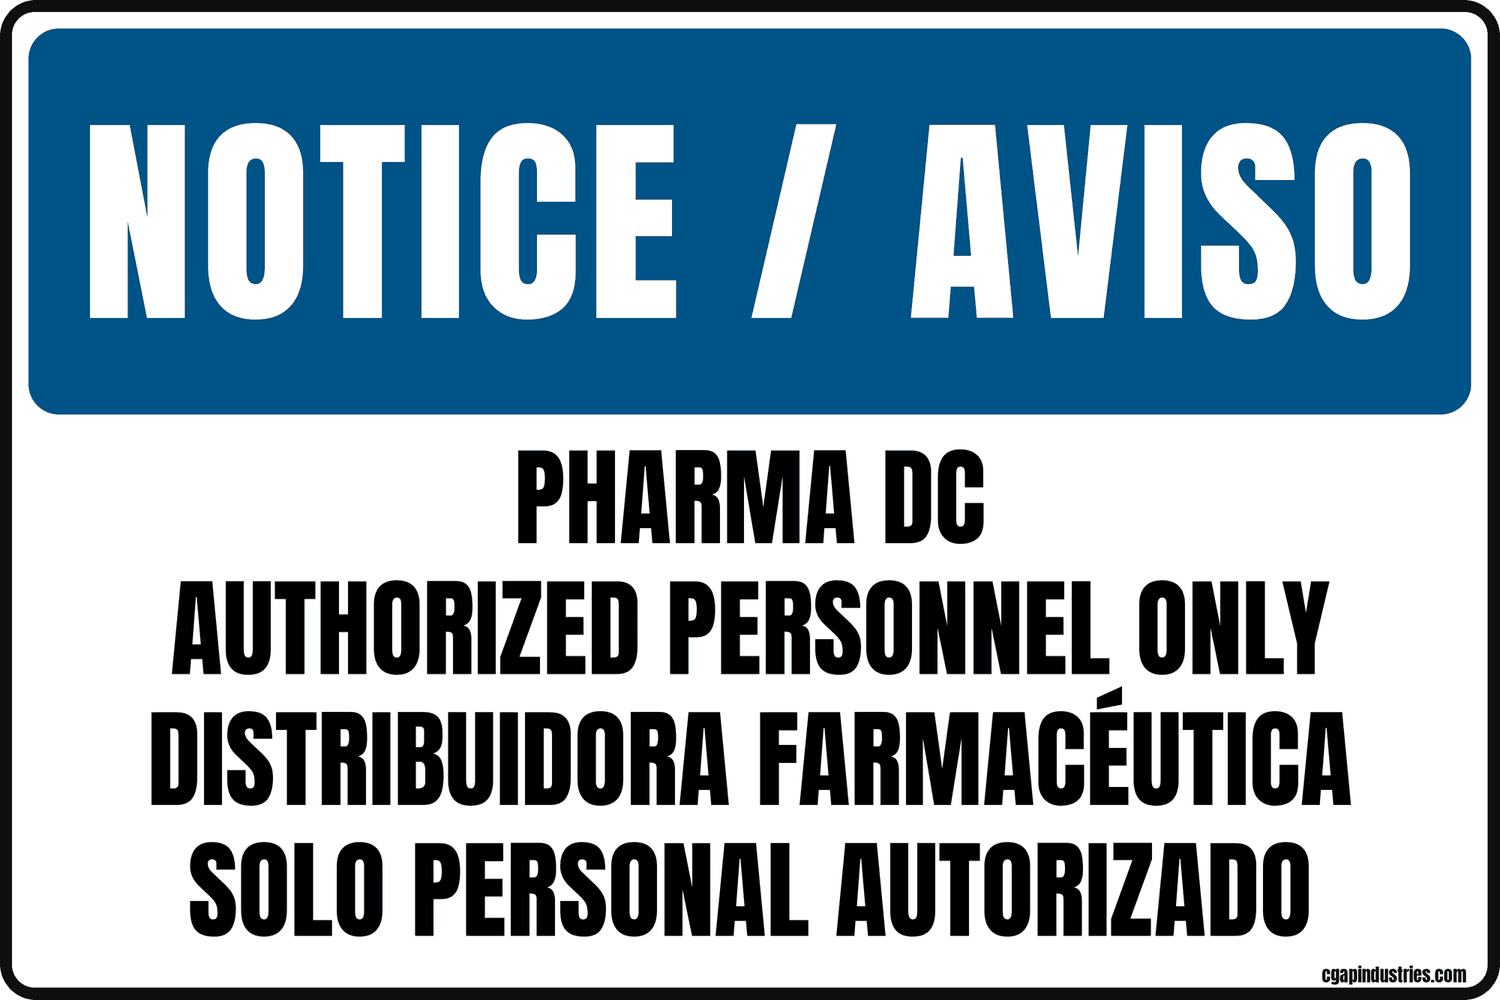 NOTICE / AVISO
PHARMA DC
AUTHORIZED PERSONNEL ONLY
DISTRIBUIDORA FARMACÉUTICA
SOLO PERSONAL AUTORIZADO
cgapindustries.com